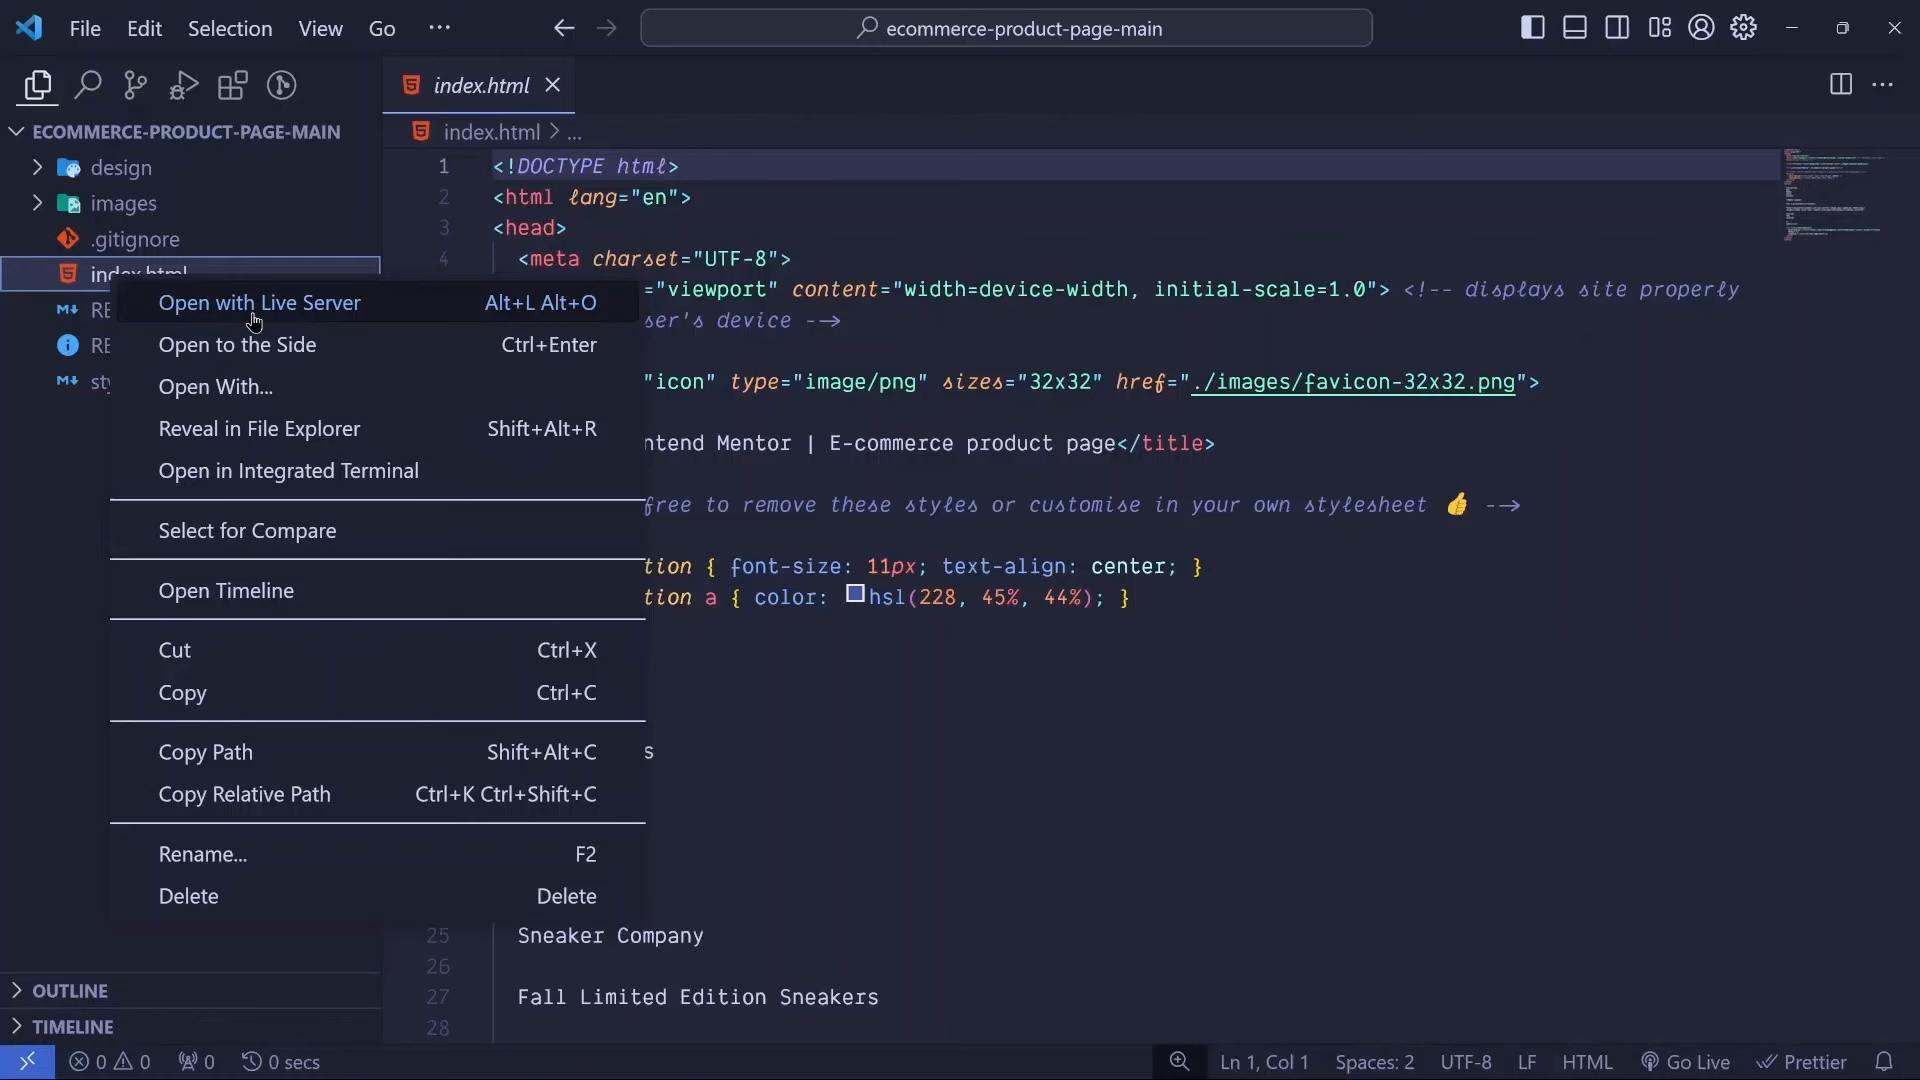 File Edit Selection View Go ···
ecommerce-product-page-main
index.html
ECOMMERCE-PRODUCT-PAGE-MAIN
design
images
.gitignore
index.html
RE
RE
sty
index.html > ...
1 <!DOCTYPE html>
2 <html lang="en">
3 <head>
4 <meta charset="UTF-8">
="viewport" content="width=device-width, initial-scale=1.0"> <!-- displays site properly
ser's device -->
"icon" type="image/png" sizes="32x32" href="./images/favicon-32x32.png">
ntend Mentor | E-commerce product page</title>
free to remove these styles or customise in your own stylesheet 👍 -->
tion { font-size: 11px; text-align: center; }
tion a { color: hsl(228, 45%, 44%); }
s
25 Sneaker Company
26
27 Fall Limited Edition Sneakers
28
Open with Live Server Alt+L Alt+O
Open to the Side Ctrl+Enter
Open With...
Reveal in File Explorer Shift+Alt+R
Open in Integrated Terminal
Select for Compare
Open Timeline
Cut Ctrl+X
Copy Ctrl+C
Copy Path Shift+Alt+C
Copy Relative Path Ctrl+K Ctrl+Shift+C
Rename... F2
Delete Delete
OUTLINE
TIMELINE
0 0 0 0 secs
Ln 1, Col 1 Spaces: 2 UTF-8 LF HTML Go Live Prettier